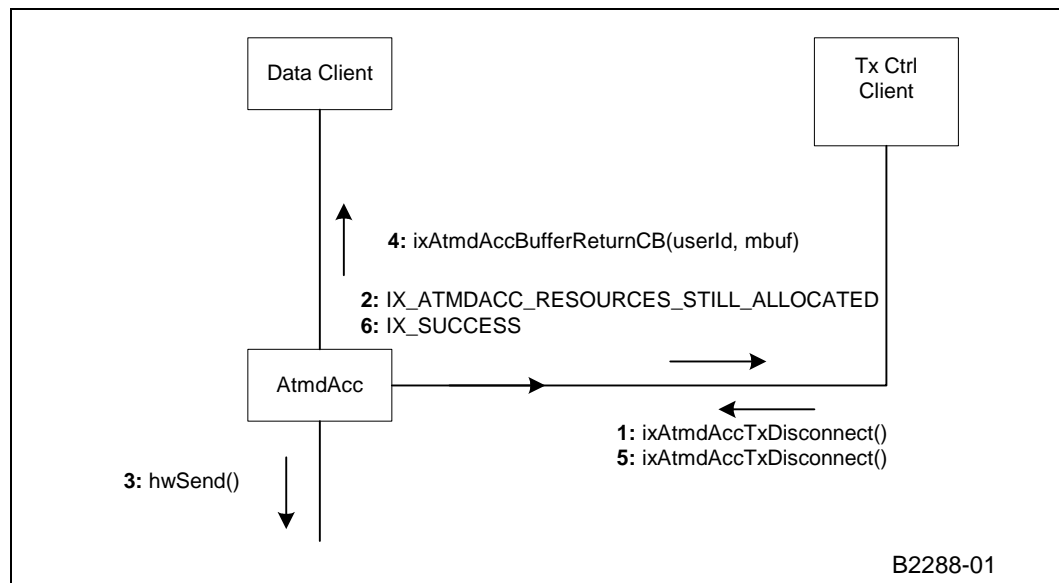 Data Client
Tx Ctrl
Client
4: ixAtmdAccBufferReturnCB(userId, mbuf)
2: IX_ATMDACC_RESOURCES_STILL_ALLOCATED
6: IX_SUCCESS
AtmdAcc
1: ixAtmdAccTxDisconnect()
5: ixAtmdAccTxDisconnect()
3: hwSend()
B2288-01